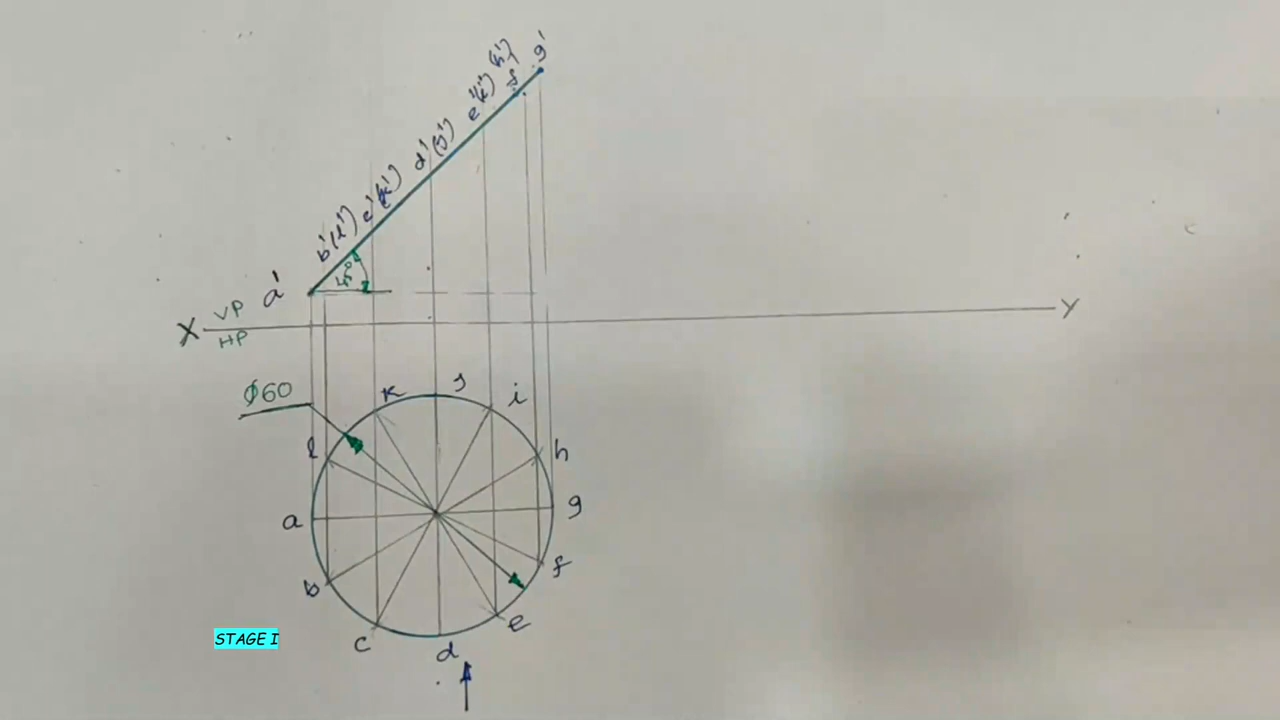 g'
f'(h')
e'(i')
d'(j')
c'(k')
b'(l')
a'
45°
VP
X Y
HP
Ø60
k j i
l h
a g
b f
c e
d
STAGE I